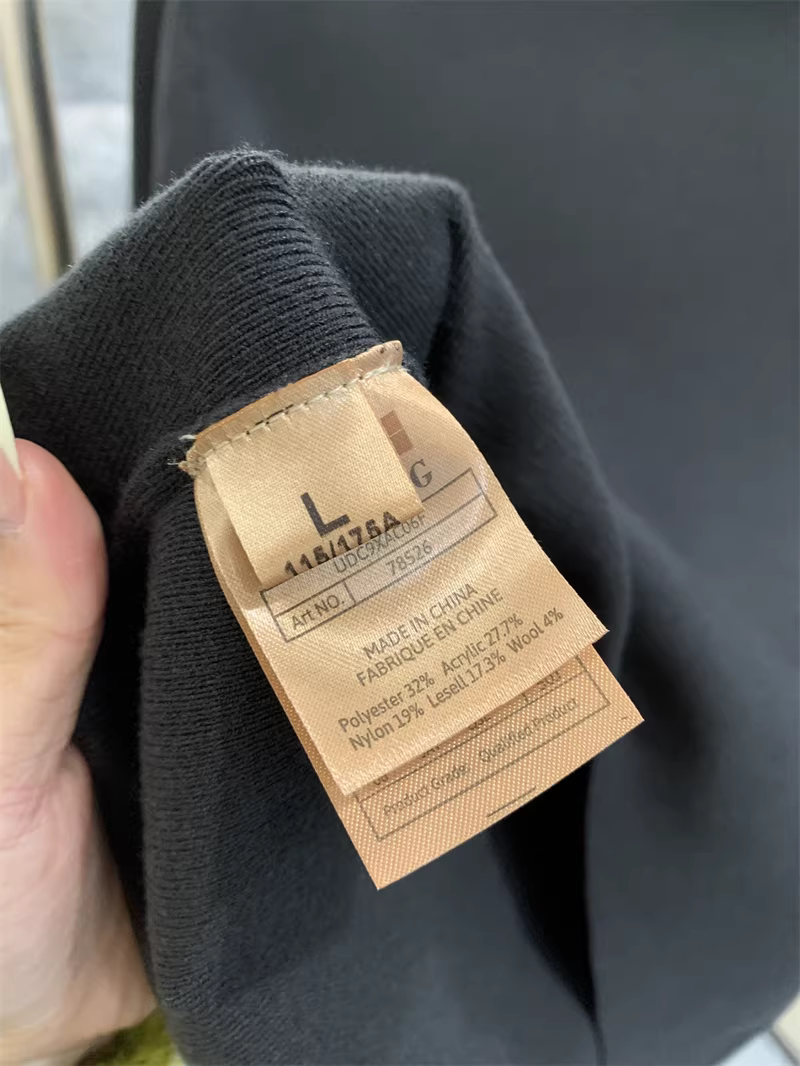 G
L
115/175A
UDC9XAC06F
Art NO. 78526
MADE IN CHINA
FABRIQUE EN CHINE
Polyester 32% Acrylic 27.7%
Nylon 19% Lesell 17.3% Wool 4%
Product Grade Qualified Product